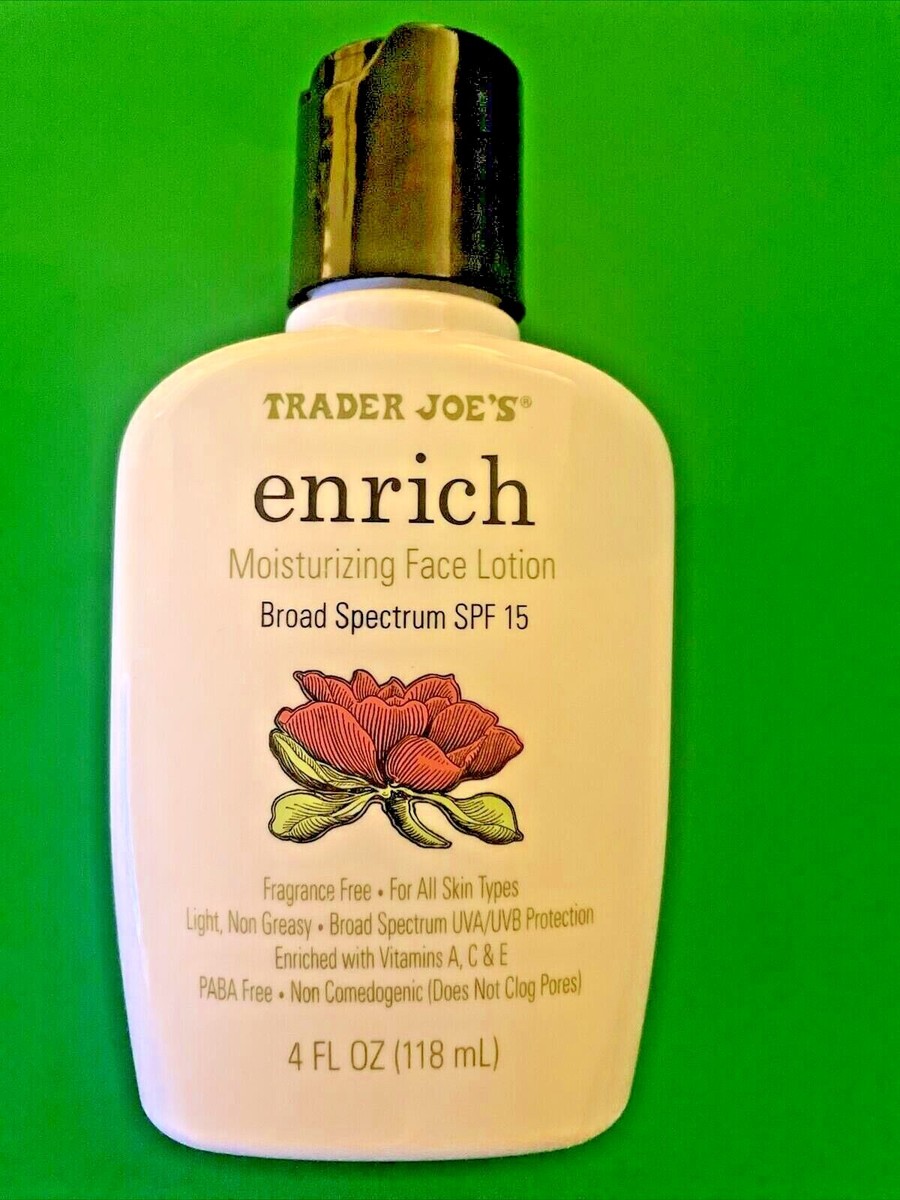 TRADER JOE'S®
enrich
Moisturizing Face Lotion
Broad Spectrum SPF 15
Fragrance Free • For All Skin Types
Light, Non Greasy • Broad Spectrum UVA/UVB Protection
Enriched with Vitamins A, C & E
PABA Free • Non Comedogenic (Does Not Clog Pores)
4 FL OZ (118 mL)